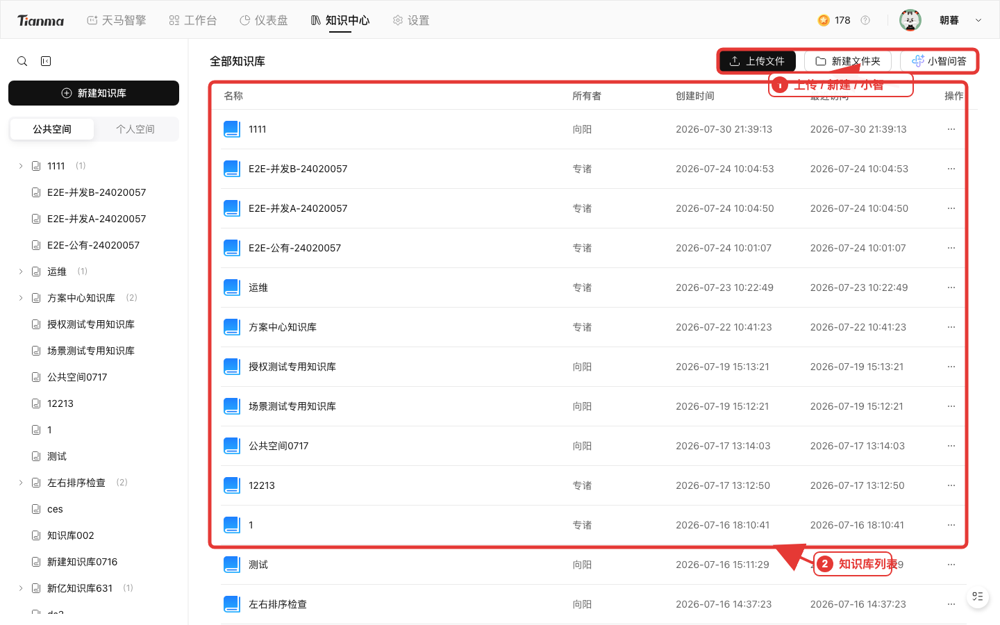 Tianma 天马智擎 工作台 仪表盘 知识中心 设置 178 朝暮
全部知识库 上传文件 新建文件夹 小智问答
新建知识库
公共空间 个人空间
1111 (1)
E2E-并发B-24020057
E2E-并发A-24020057
E2E-公有-24020057
运维 (1)
方案中心知识库 (2)
授权测试专用知识库
场景测试专用知识库
公共空间0717
12213
1
测试
左右排序检查 (2)
ces
知识库002
新建知识库0716
新亿知识库631 (1)
1 上传 / 新建 / 小智
名称 所有者 创建时间 最近访问 操作
1111 向阳 2026-07-30 21:39:13 2026-07-30 21:39:13 ...
E2E-并发B-24020057 专诸 2026-07-24 10:04:53 2026-07-24 10:04:53 ...
E2E-并发A-24020057 专诸 2026-07-24 10:04:50 2026-07-24 10:04:50 ...
E2E-公有-24020057 专诸 2026-07-24 10:01:07 2026-07-24 10:01:07 ...
运维 专诸 2026-07-23 10:22:49 2026-07-23 10:22:49 ...
方案中心知识库 专诸 2026-07-22 10:41:23 2026-07-22 10:41:23 ...
授权测试专用知识库 向阳 2026-07-19 15:13:21 2026-07-19 15:13:21 ...
场景测试专用知识库 向阳 2026-07-19 15:12:21 2026-07-19 15:12:21 ...
公共空间0717 向阳 2026-07-17 13:14:03 2026-07-17 13:14:03 ...
12213 专诸 2026-07-17 13:12:50 2026-07-17 13:12:50 ...
1 专诸 2026-07-16 18:10:41 2026-07-16 18:10:41 ...
测试 向阳 2026-07-16 15:11:29 ...
2 知识库列表
左右排序检查 向阳 2026-07-16 14:37:23 2026-07-16 14:37:23 ...